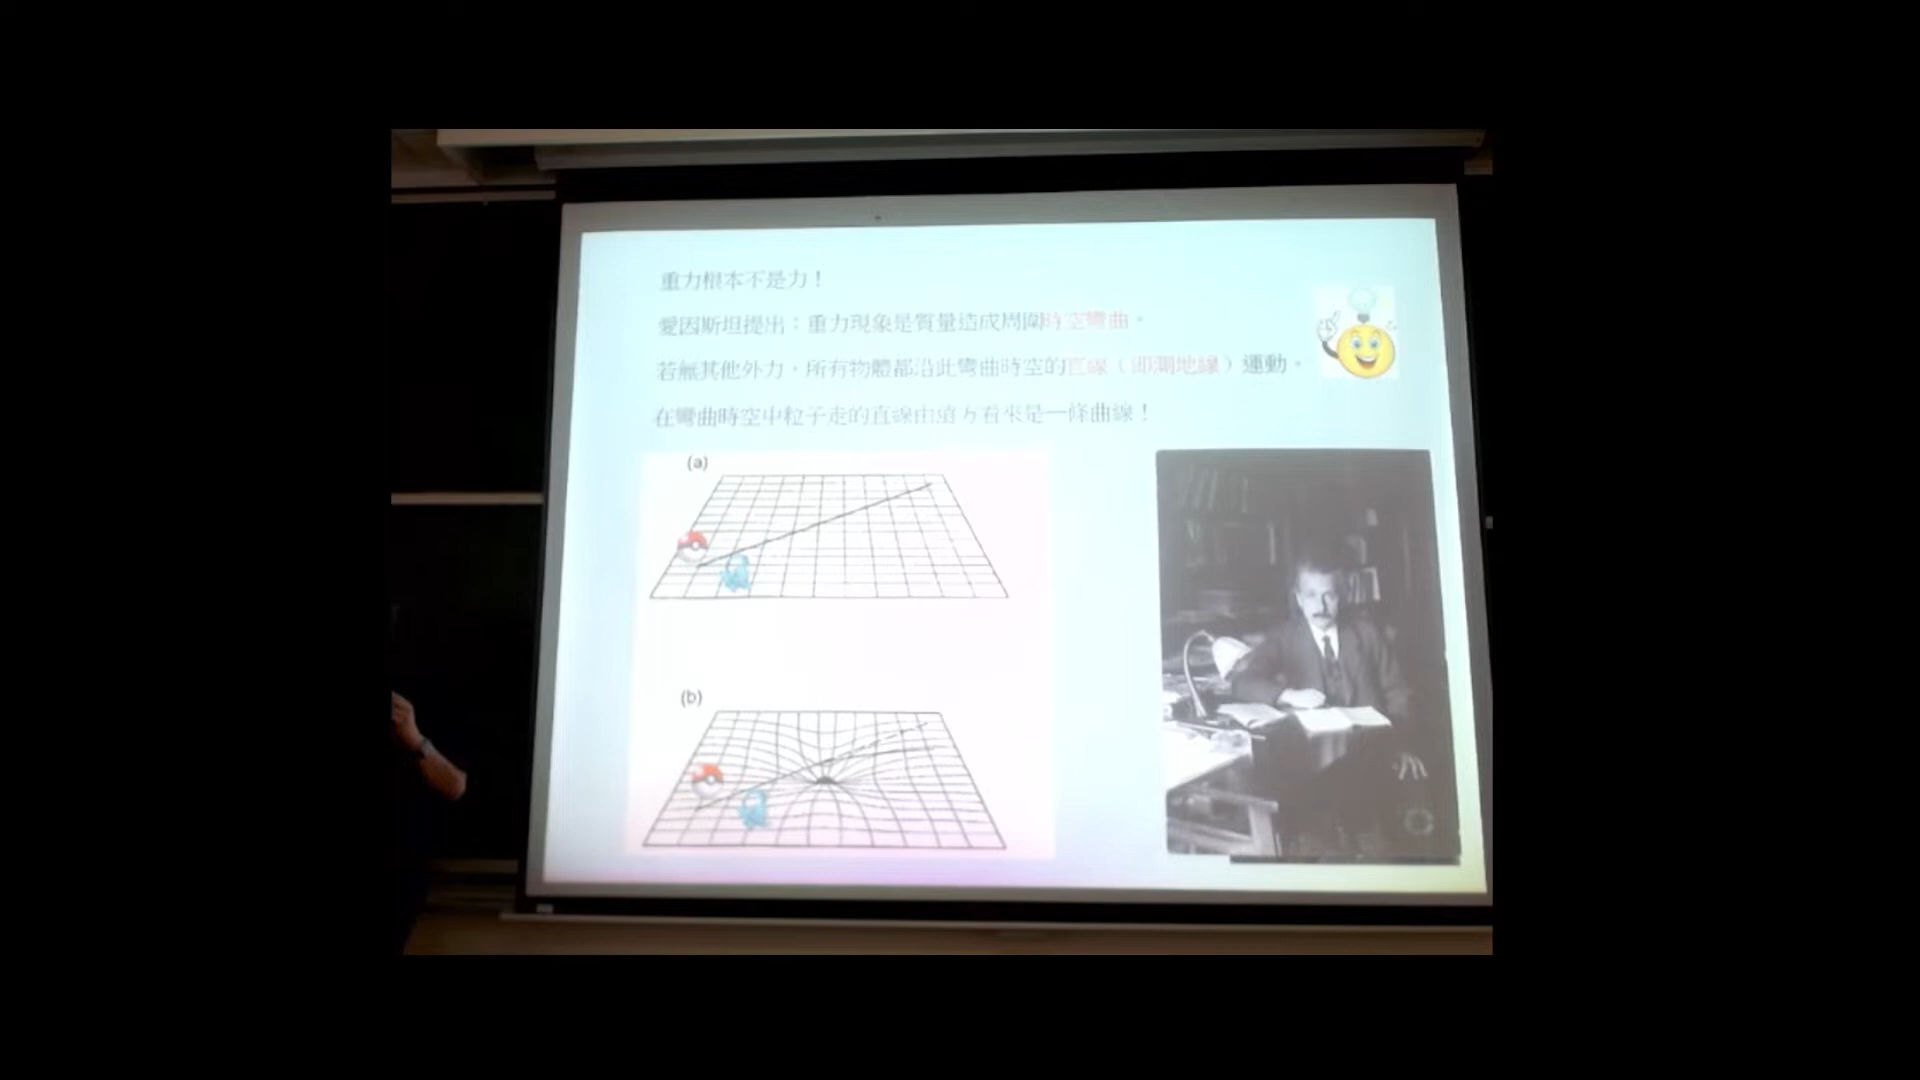 重力根本不是力！
愛因斯坦提出：重力現象是質量造成周圍時空彎曲。
若無其他外力，所有物體都沿此彎曲時空的直線（即測地線）運動。
在彎曲時空中粒子走的直線由遠方看來是一條曲線！
(a)
(b)